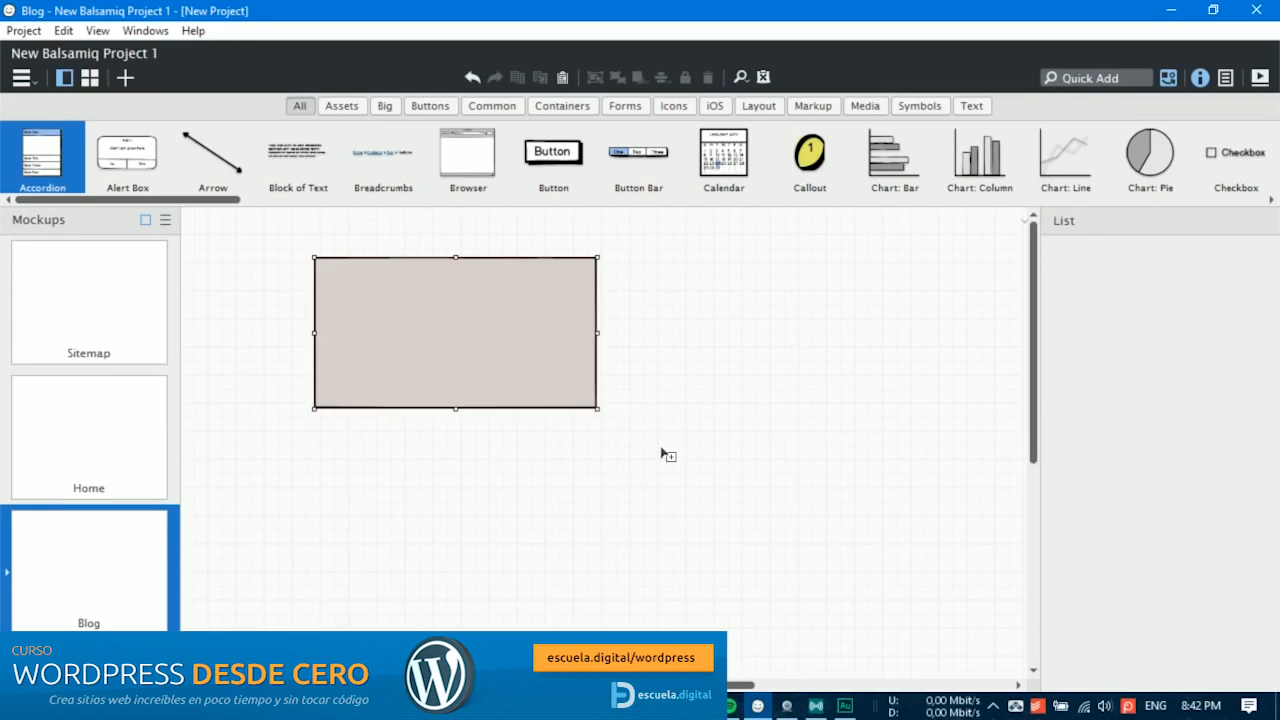 Blog - New Balsamiq Project 1 - [New Project]
Project Edit View Windows Help
New Balsamiq Project 1
Quick Add
All Assets Big Buttons Common Containers Forms Icons iOS Layout Markup Media Symbols Text
Button
1
Checkbox
Accordion Alert Box Arrow Block of Text Breadcrumbs Browser Button Button Bar Calendar Callout Chart: Bar Chart: Column Chart: Line Chart: Pie Checkbox
Mockups
List
Sitemap
Home
Blog
CURSO
WORDPRESS DESDE CERO
Crea sitios web increíbles en poco tiempo y sin tocar código
escuela.digital/wordpress
escuela.digital
U: 0,00 Mbit/s
D: 0,00 Mbit/s
ENG 8:42 PM